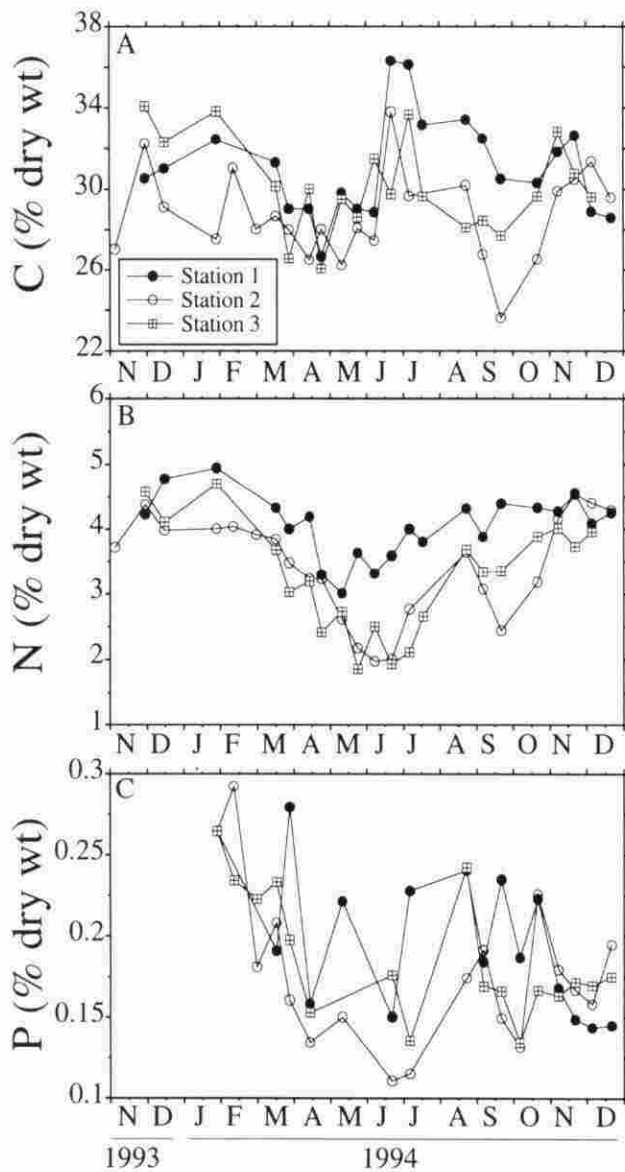 38
A
34
30
26
22
C (% dry wt)
Station 1
Station 2
Station 3
N D J F M A M J J A S O N D
6
B
5
4
3
2
1
N (% dry wt)
N D J F M A M J J A S O N D
0.3
C
0.25
0.2
0.15
0.1
P (% dry wt)
N D J F M A M J J A S O N D
1993 1994